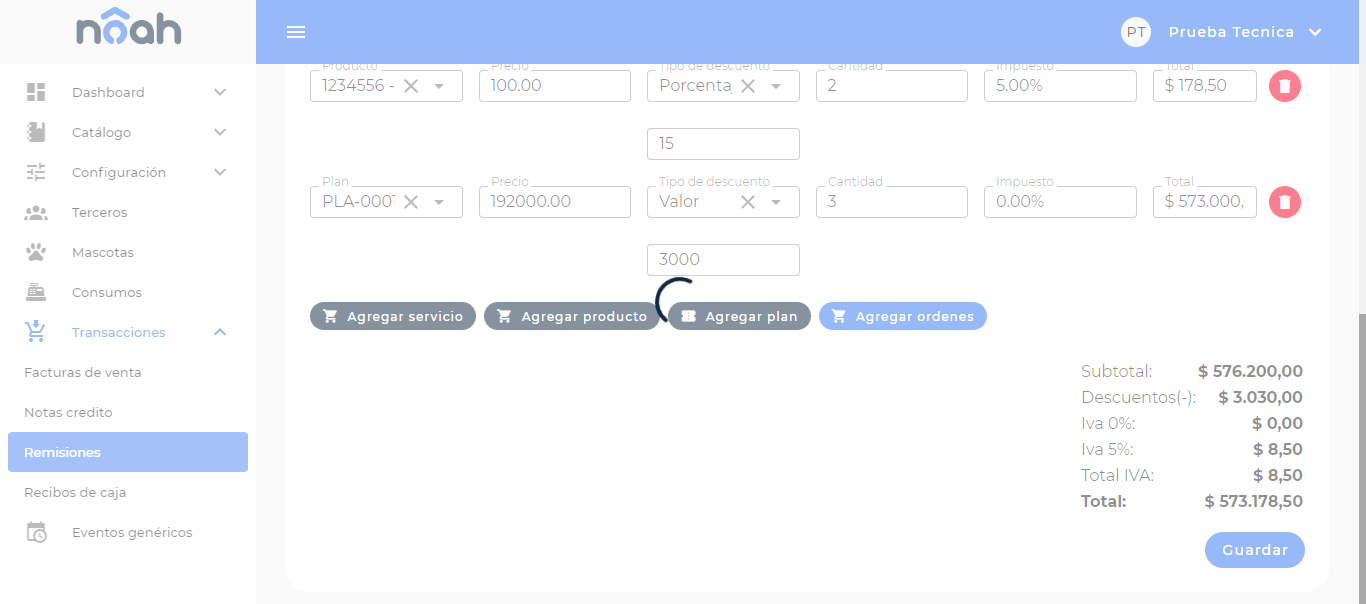 nôah
PT Prueba Tecnica
Dashboard
Catálogo
Configuración
Terceros
Mascotas
Consumos
Transacciones
Facturas de venta
Notas credito
Remisiones
Recibos de caja
Eventos genéricos
Producto Precio Tipo de descuento Cantidad Impuesto Total
1234556 - 100.00 Porcenta 2 5.00% $ 178,50
15
Plan Precio Tipo de descuento Cantidad Impuesto Total
PLA-0001 192000.00 Valor 3 0.00% $ 573.000,
3000
Agregar servicio Agregar producto Agregar plan Agregar ordenes
Subtotal: $ 576.200,00
Descuentos(-): $ 3.030,00
Iva 0%: $ 0,00
Iva 5%: $ 8,50
Total IVA: $ 8,50
Total: $ 573.178,50
Guardar